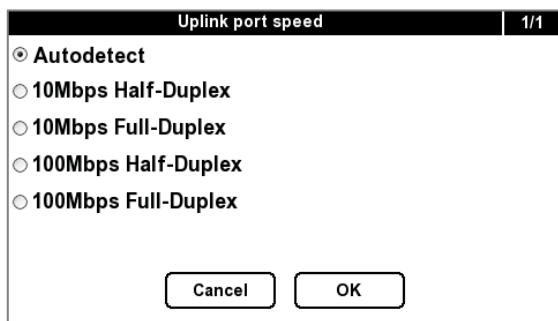 Uplink port speed 1/1
Autodetect
10Mbps Half-Duplex
10Mbps Full-Duplex
100Mbps Half-Duplex
100Mbps Full-Duplex
Cancel OK